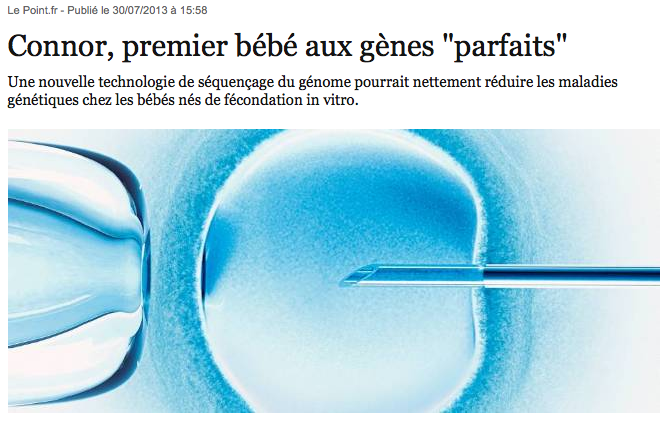 Le Point.fr - Publié le 30/07/2013 à 15:58
Connor, premier bébé aux gènes "parfaits"
Une nouvelle technologie de séquençage du génome pourrait nettement réduire les maladies
génétiques chez les bébés nés de fécondation in vitro.